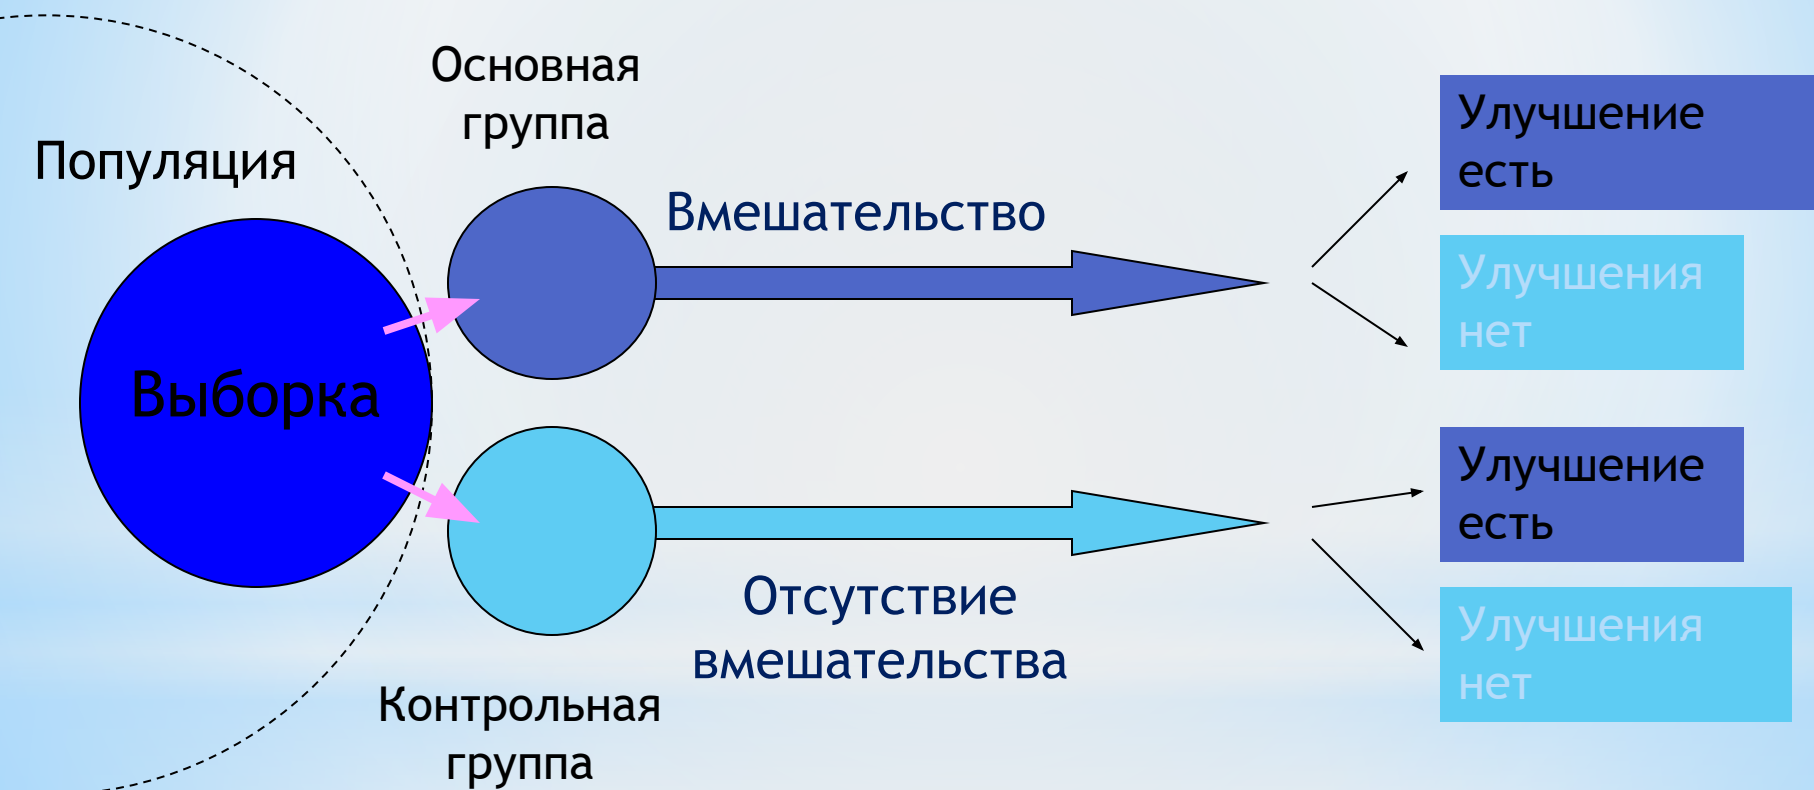 Основная
группа
Популяция
Выборка
Вмешательство
Улучшение
есть
Улучшения
нет
Отсутствие
вмешательства
Контрольная
группа
Улучшение
есть
Улучшения
нет